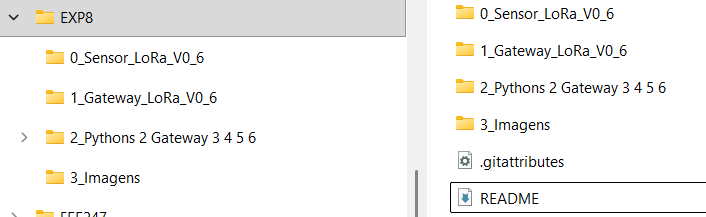 EXP8
0_Sensor_LoRa_V0_6
1_Gateway_LoRa_V0_6
2_Pythons 2 Gateway 3 4 5 6
3_Imagens
0_Sensor_LoRa_V0_6
1_Gateway_LoRa_V0_6
2_Pythons 2 Gateway 3 4 5 6
3_Imagens
.gitattributes
README